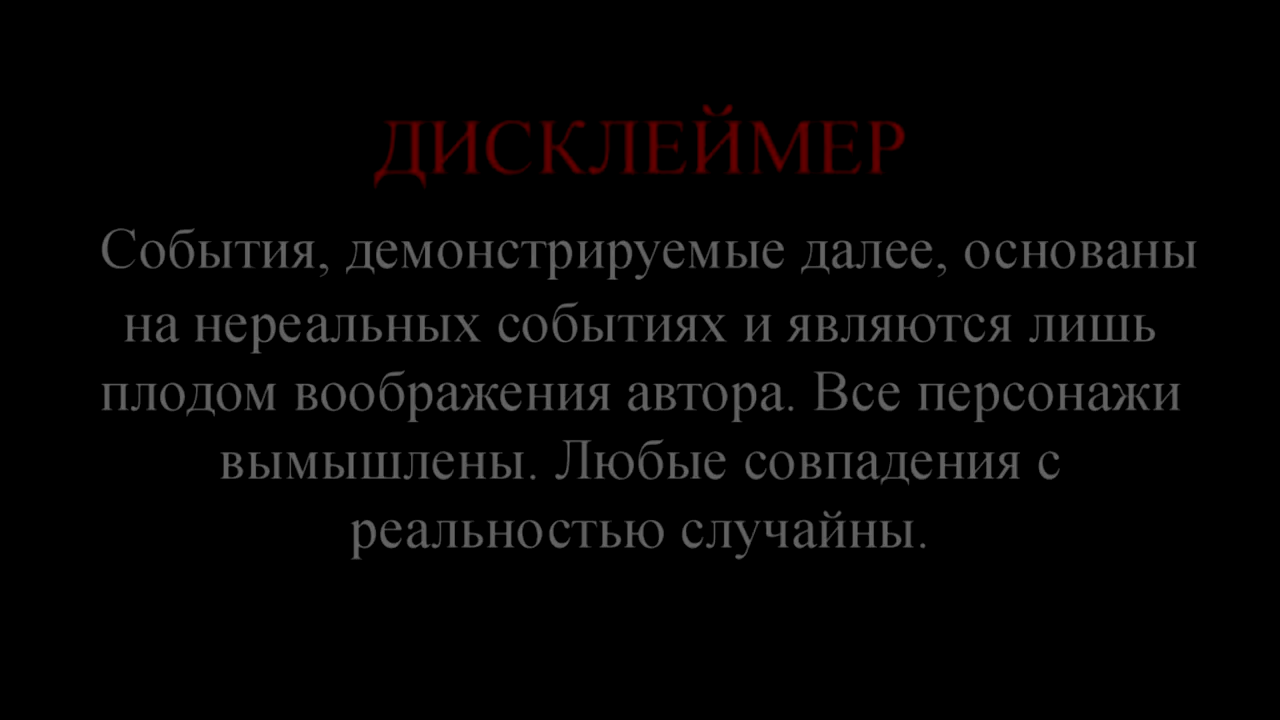 ДИСКЛЕЙМЕР
События, демонстрируемые далее, основаны
на нереальных событиях и являются лишь
плодом воображения автора. Все персонажи
вымышлены. Любые совпадения с
реальностью случайны.